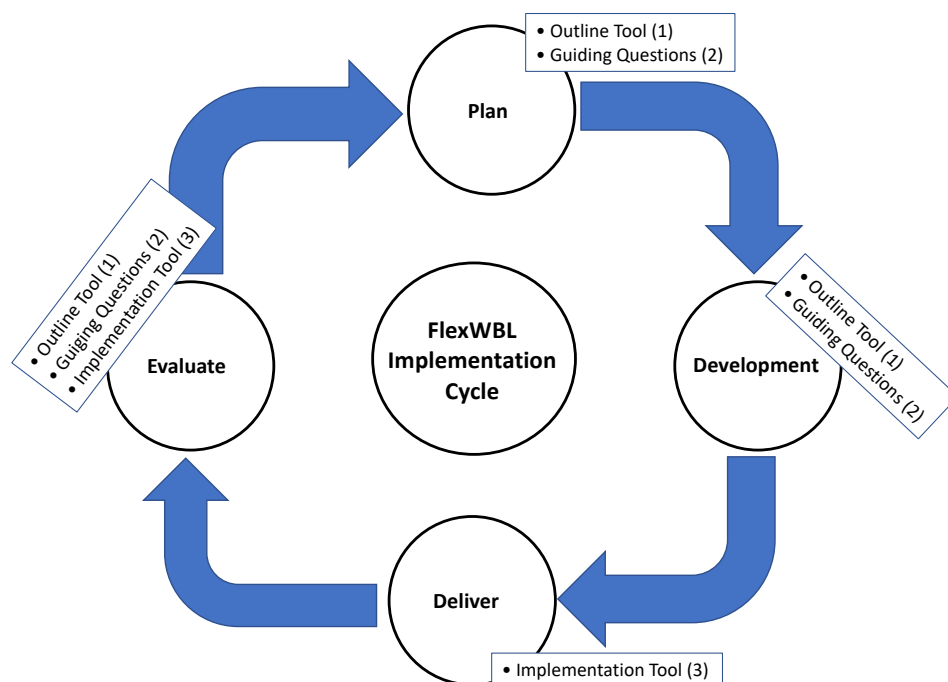 • Outline Tool (1)
• Guiding Questions (2)
Plan
• Outline Tool (1)
• Guiging Questions (2)
• Implementation Tool (3)
• Outline Tool (1)
• Guiding Questions (2)
FlexWBL
Implementation
Cycle
Evaluate
Development
Deliver
• Implementation Tool (3)